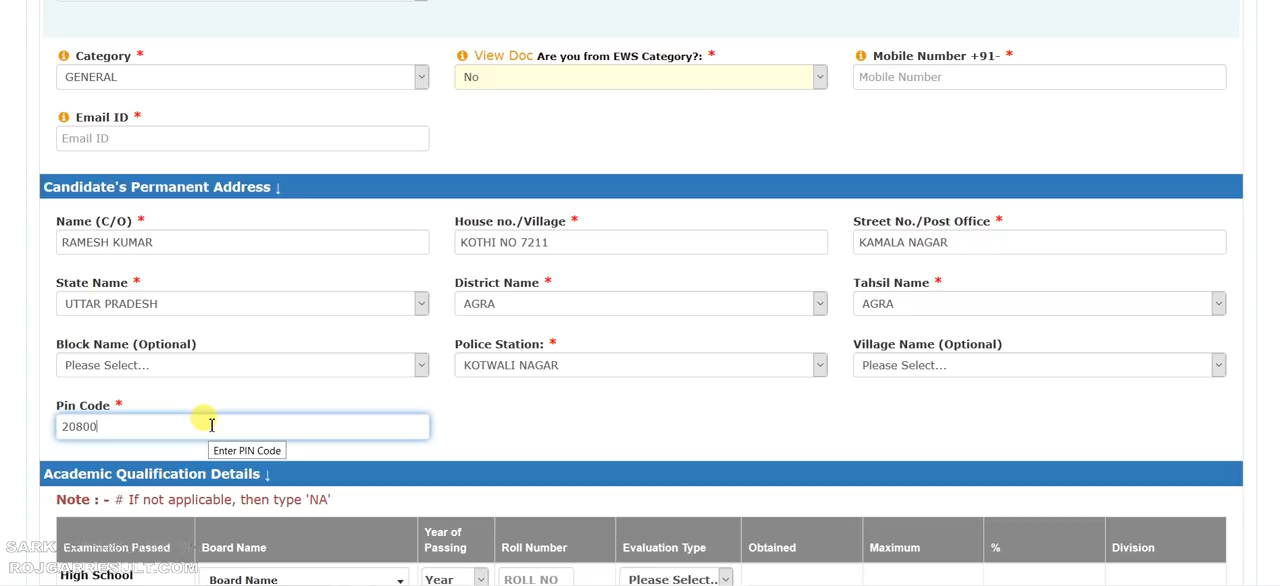 Category *
View Doc Are you from EWS Category?: *
Mobile Number +91- *
GENERAL
No
Mobile Number
Email ID *
Email ID
Candidate's Permanent Address ↓
Name (C/O) *
House no./Village *
Street No./Post Office *
RAMESH KUMAR
KOTHI NO 7211
KAMALA NAGAR
State Name *
District Name *
Tahsil Name *
UTTAR PRADESH
AGRA
AGRA
Block Name (Optional)
Police Station: *
Village Name (Optional)
Please Select...
KOTWALI NAGAR
Please Select...
Pin Code *
20800
Enter PIN Code
Academic Qualification Details ↓
Note : - # If not applicable, then type 'NA'
Examination Passed
Board Name
Year of
Passing
Roll Number
Evaluation Type
Obtained
Maximum
%
Division
High School
Board Name
Year
ROLL NO
Please Select..
ROJGARRESULT.COM